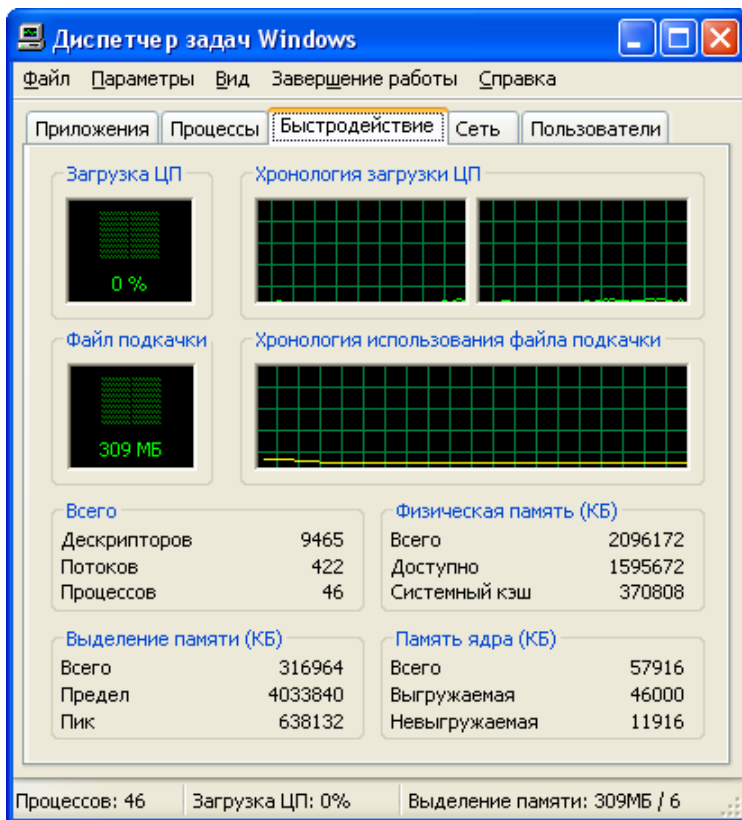 Диспетчер задач Windows
Файл Параметры Вид Завершение работы Справка
Приложения Процессы Быстродействие Сеть Пользователи
Загрузка ЦП
Хронология загрузки ЦП
0 %
Файл подкачки
Хронология использования файла подкачки
309 МБ
Всего
Дескрипторов 9465
Потоков 422
Процессов 46
Физическая память (КБ)
Всего 2096172
Доступно 1595672
Системный кэш 370808
Выделение памяти (КБ)
Всего 316964
Предел 4033840
Пик 638132
Память ядра (КБ)
Всего 57916
Выгружаемая 46000
Невыгружаемая 11916
Процессов: 46 Загрузка ЦП: 0% Выделение памяти: 309МБ / 6